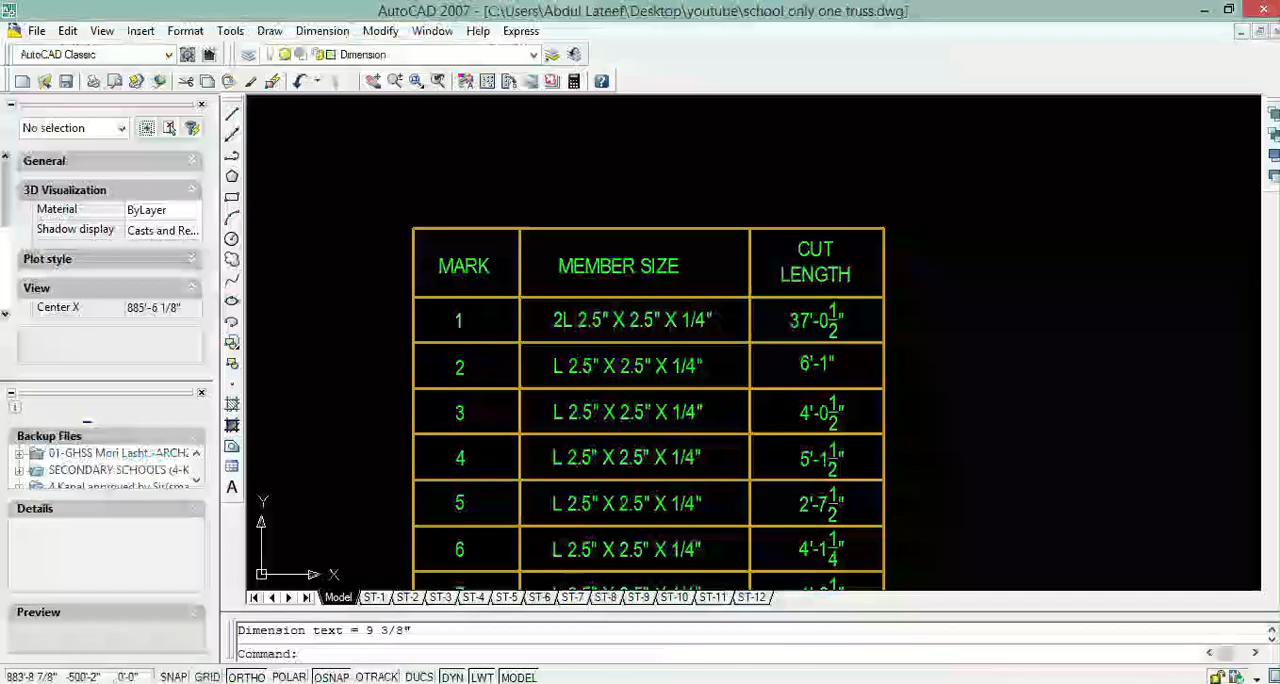 AutoCAD 2007 - [C:\Users\Abdul Lateef\Desktop\youtube\school only one truss.dwg]
File Edit View Insert Format Tools Draw Dimension Modify Window Help Express
AutoCAD Classic Dimension
No selection
General
3D Visualization
Material ByLayer
Shadow display Casts and Re...
Plot style
View
Center X 885'-6 1/8"
Backup Files
01-GHSS Mori Lasht -ARCH
SECONDARY SCHOOLS (4-K
4 Kanal approved by Sir(sma
Details
Preview
MARK MEMBER SIZE CUT LENGTH
1 2L 2.5" X 2.5" X 1/4" 37'-0 1/2"
2 L 2.5" X 2.5" X 1/4" 6'-1"
3 L 2.5" X 2.5" X 1/4" 4'-0 1/2"
4 L 2.5" X 2.5" X 1/4" 5'-1 1/2"
5 L 2.5" X 2.5" X 1/4" 2'-7 1/2"
6 L 2.5" X 2.5" X 1/4" 4'-1 1/4"
Y
X
Model ST-1 ST-2 ST-3 ST-4 ST-5 ST-6 ST-7 ST-8 ST-9 ST-10 ST-11 ST-12
Dimension text = 9 3/8"
Command:
883'-8 7/8", -500'-2", 0'-0" SNAP GRID ORTHO POLAR OSNAP OTRACK DUCS DYN LWT MODEL